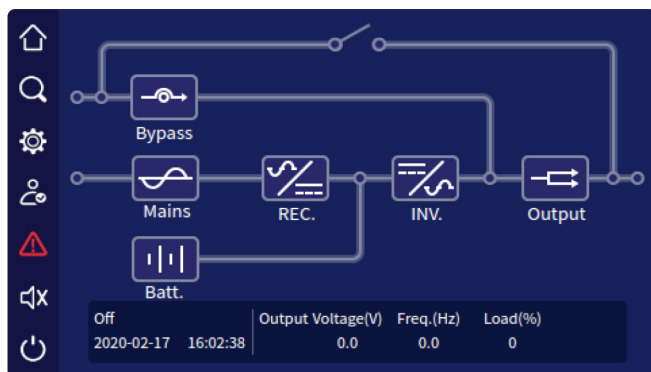 Bypass
Mains
REC.
INV.
Output
Batt.
Off
Output Voltage(V) Freq.(Hz) Load(%)
2020-02-17 16:02:38 0.0 0.0 0